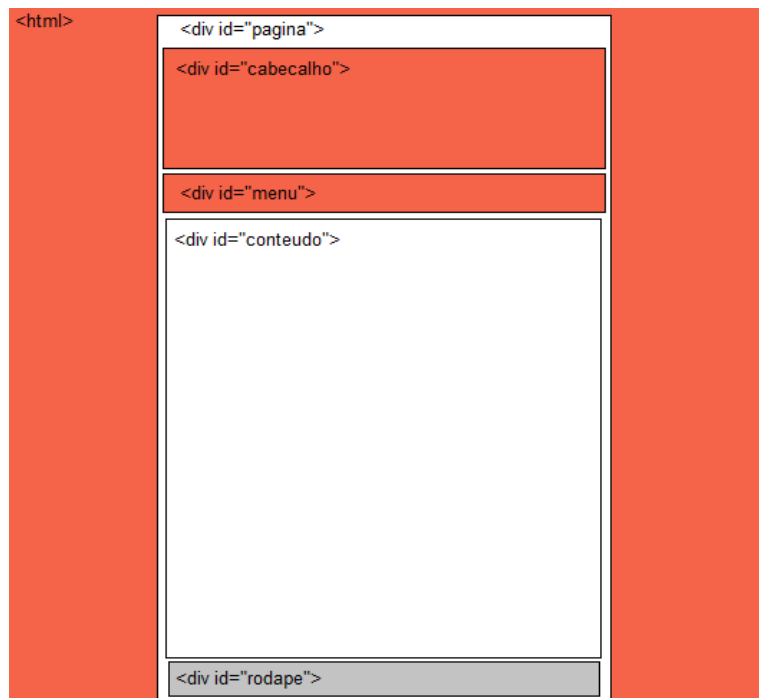 <html>
<div id="pagina">
<div id="cabecalho">
<div id="menu">
<div id="conteudo">
<div id="rodape">